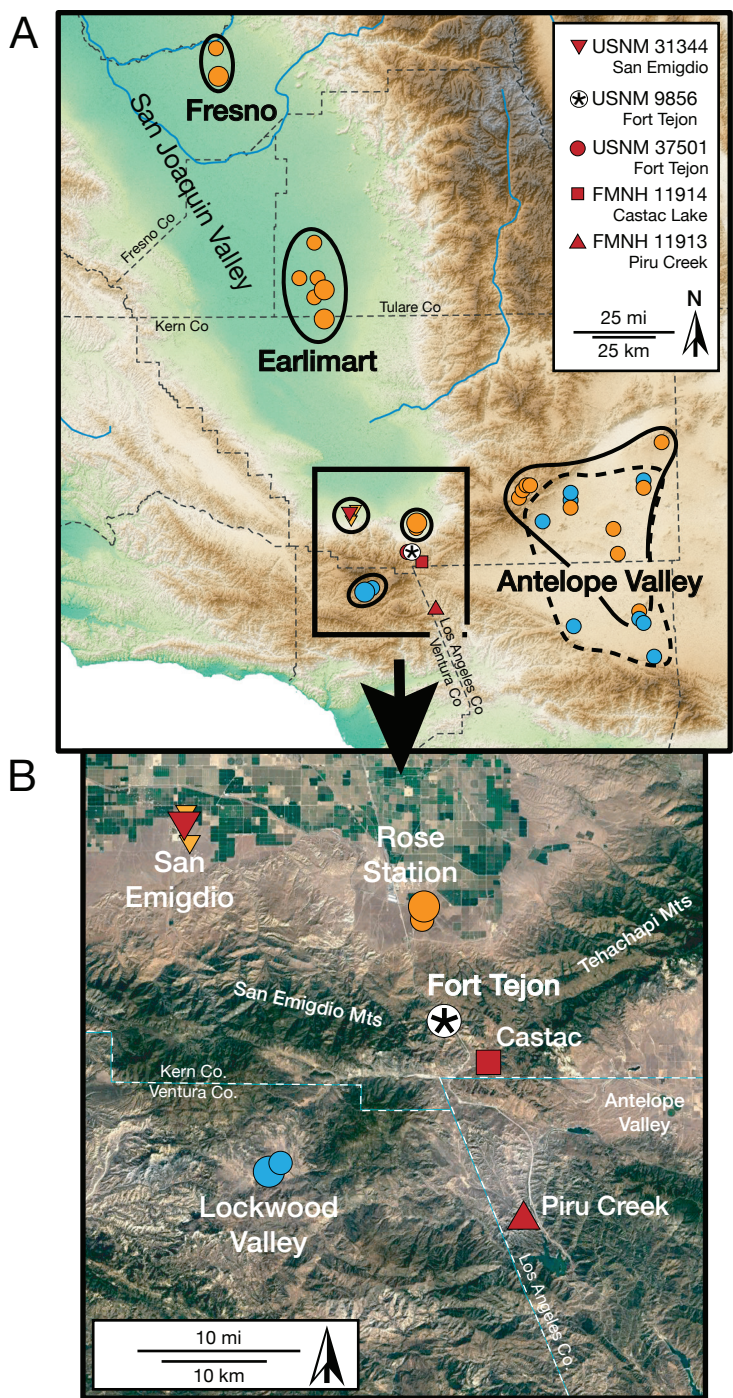 A
Fresno
San Joaquin Valley
Fresno Co
Kern Co
Tulare Co
Earlimart
USNM 31344
San Emigdio
USNM 9856
Fort Tejon
USNM 37501
Fort Tejon
FMNH 11914
Castac Lake
FMNH 11913
Piru Creek
N
25 mi
25 km
Antelope Valley
Los Angeles Co
Ventura Co
B
San
Emigdio
Rose
Station
Tehachapi Mts
San Emigdio Mts
Fort Tejon
Castac
Kern Co.
Ventura Co.
Antelope
Valley
Lockwood
Valley
Piru Creek
Los Angeles Co
10 mi
10 km